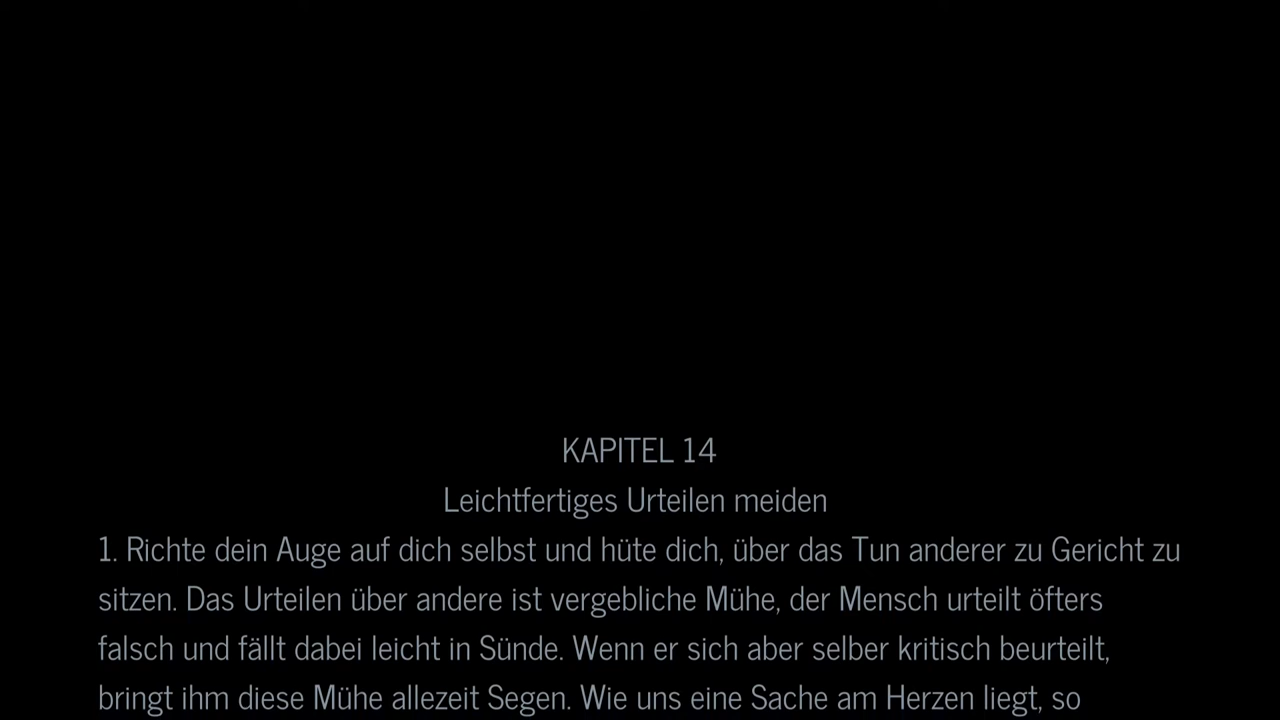 KAPITEL 14
Leichtfertiges Urteilen meiden
1. Richte dein Auge auf dich selbst und hüte dich, über das Tun anderer zu Gericht zu
sitzen. Das Urteilen über andere ist vergebliche Mühe, der Mensch urteilt öfters
falsch und fällt dabei leicht in Sünde. Wenn er sich aber selber kritisch beurteilt,
bringt ihm diese Mühe allezeit Segen. Wie uns eine Sache am Herzen liegt, so